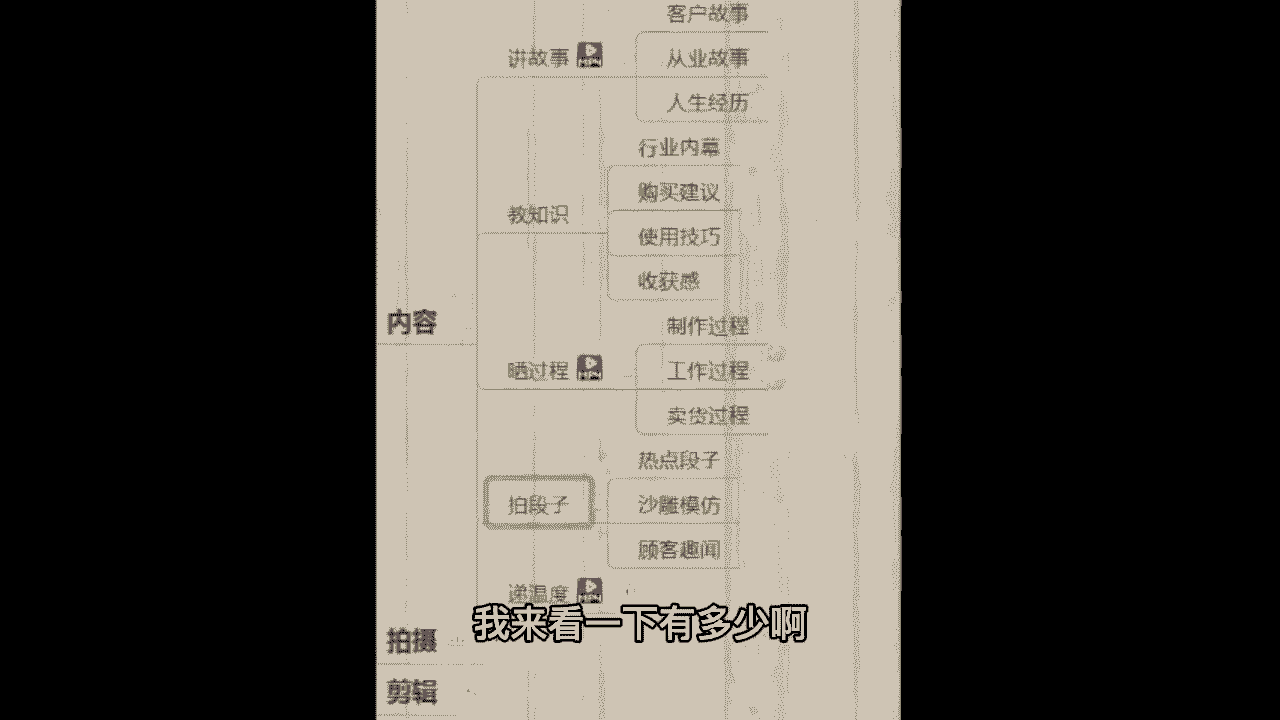 客户故事
讲故事
从业故事
人生经历
行业内幕
购买建议
教知识
使用技巧
收获感
内容
制作过程
晒过程
工作过程
卖货过程
热点段子
拍段子
沙雕模仿
顾客趣闻
递温度
我来看一下有多少啊
拍摄
剪辑